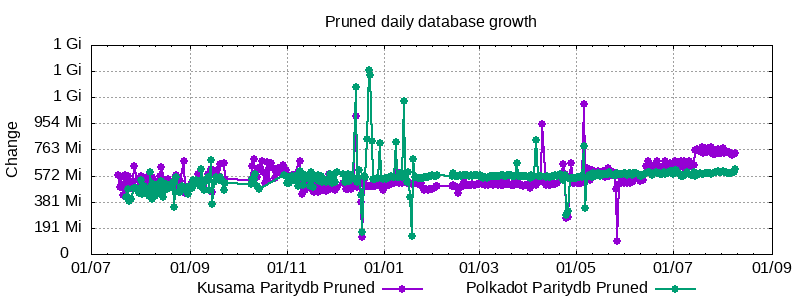 Pruned daily database growth
Change
1 Gi
1 Gi
1 Gi
954 Mi
763 Mi
572 Mi
381 Mi
191 Mi
0
01/07 01/09 01/11 01/01 01/03 01/05 01/07 01/09
Kusama Paritydb Pruned Polkadot Paritydb Pruned